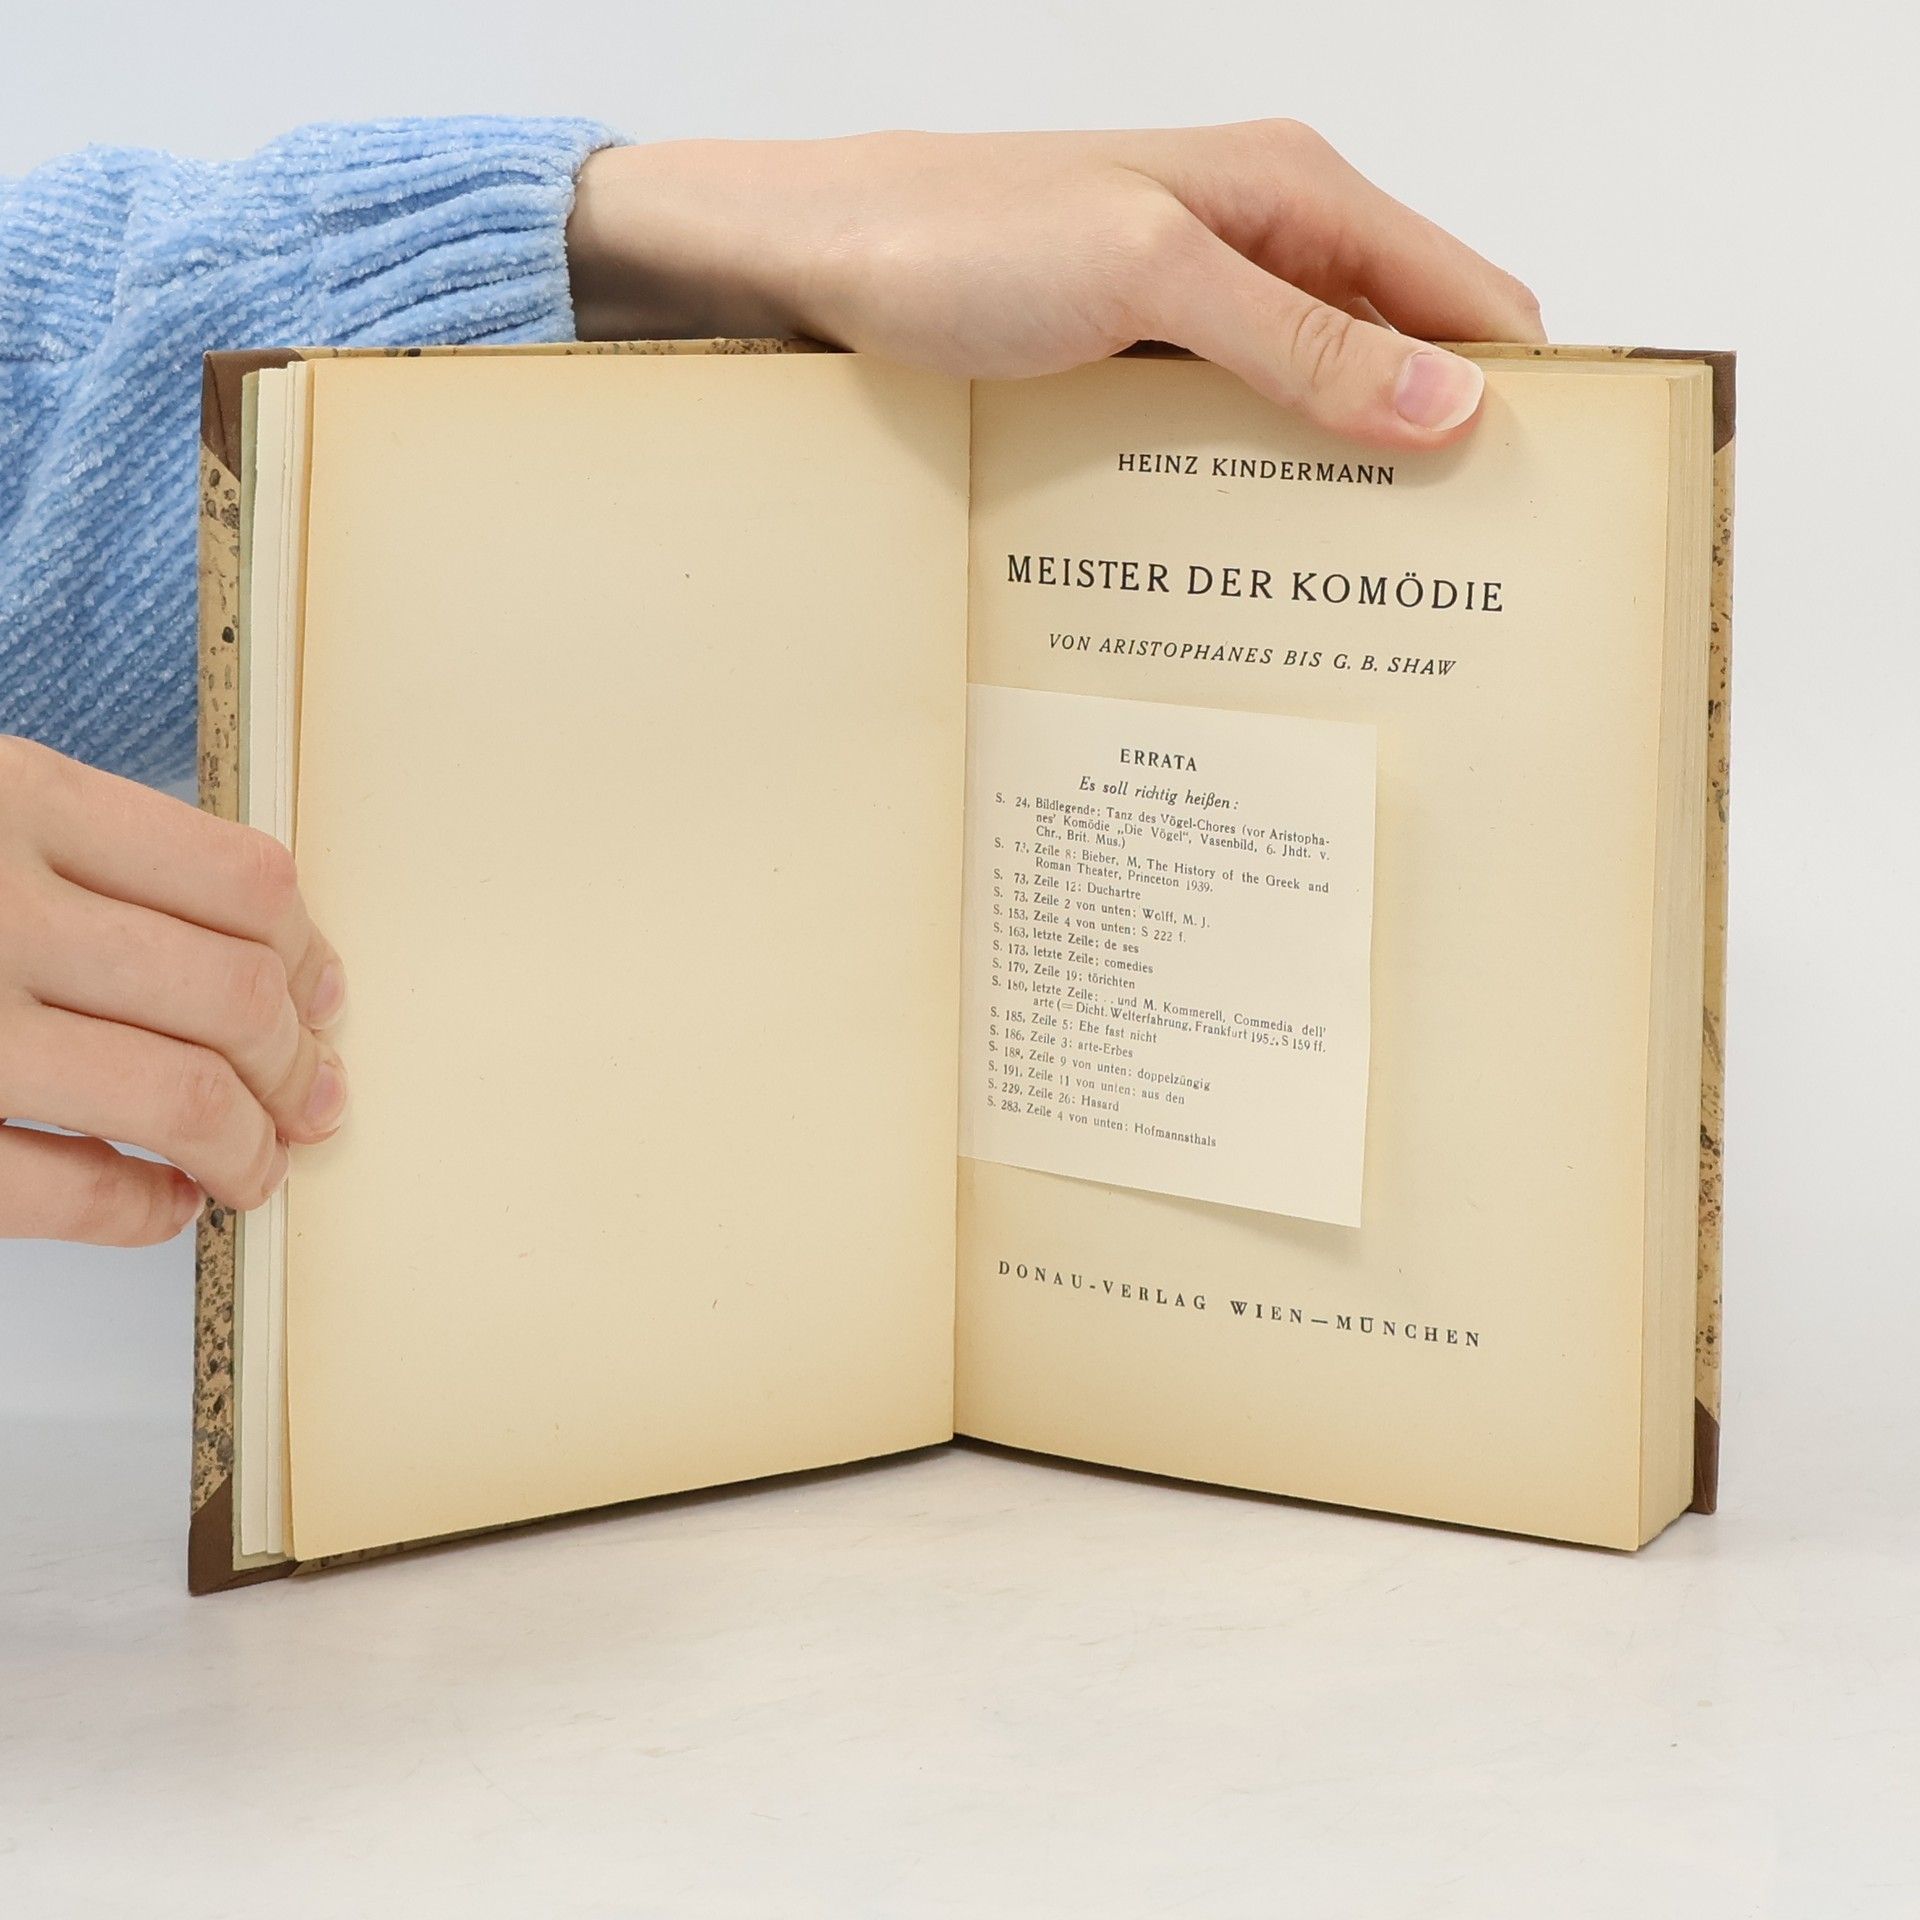 HEINZ KINDERMANN
MEISTER DER KOMÖDIE
VON ARISTOPHANES BIS G. B. SHAW
ERRATA
Es soll richtig heißen:
S. 24, Bildlegende: Tanz des Vögel-Chores (vor Aristopha-
nes' Komödie „Die Vögel“, Vasenbild, 6. Jhdt. v.
Chr., Brit. Mus.)
S. Zeile 8: Bieber, M, The History of the Greek and
Roman Theater, Princeton 1939.
S. 73, Zeile 12: Duchartre
S. 73, Zeile 2 von unten: Wolff, M. J.
S. 153, Zeile 4 von unten: S 222 f.
S. 163, letzte Zeile: de ses
S. 173, letzte Zeile: comedies
S. 179, Zeile 19: törichten
S. 180, letzte Zeile: . . und M. Kommerell, Commedia dell'
arte (=Dicht. Welterfahrung, Frankfurt S 159 ff.
S. 185, Zeile 5: Ehe fast nicht
S. 186, Zeile 3: arte-Erbes
S. 188, Zeile 9 von unten: doppelzüngig
S. 191, Zeile 11 von unten: aus den
S. 229, Zeile 26: Hasard
S. 283, Zeile 4 von unten: Hofmannsthals
DONAU-VERLAG WIEN—MÜNCHEN